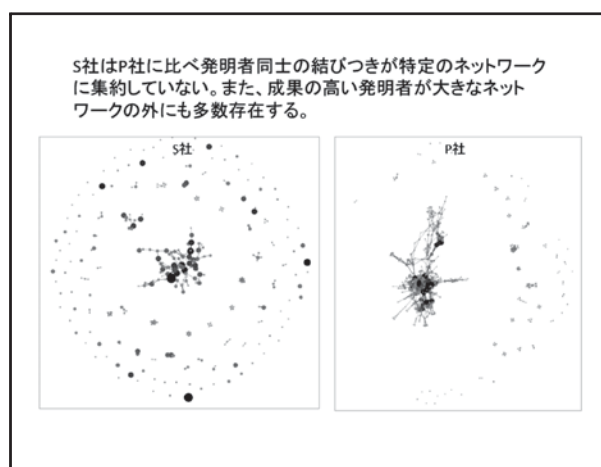 S社はP社に比べ発明者同士の結びつきが特定のネットワーク
に集約していない。また、成果の高い発明者が大きなネット
ワークの外にも多数存在する。
S社
P社